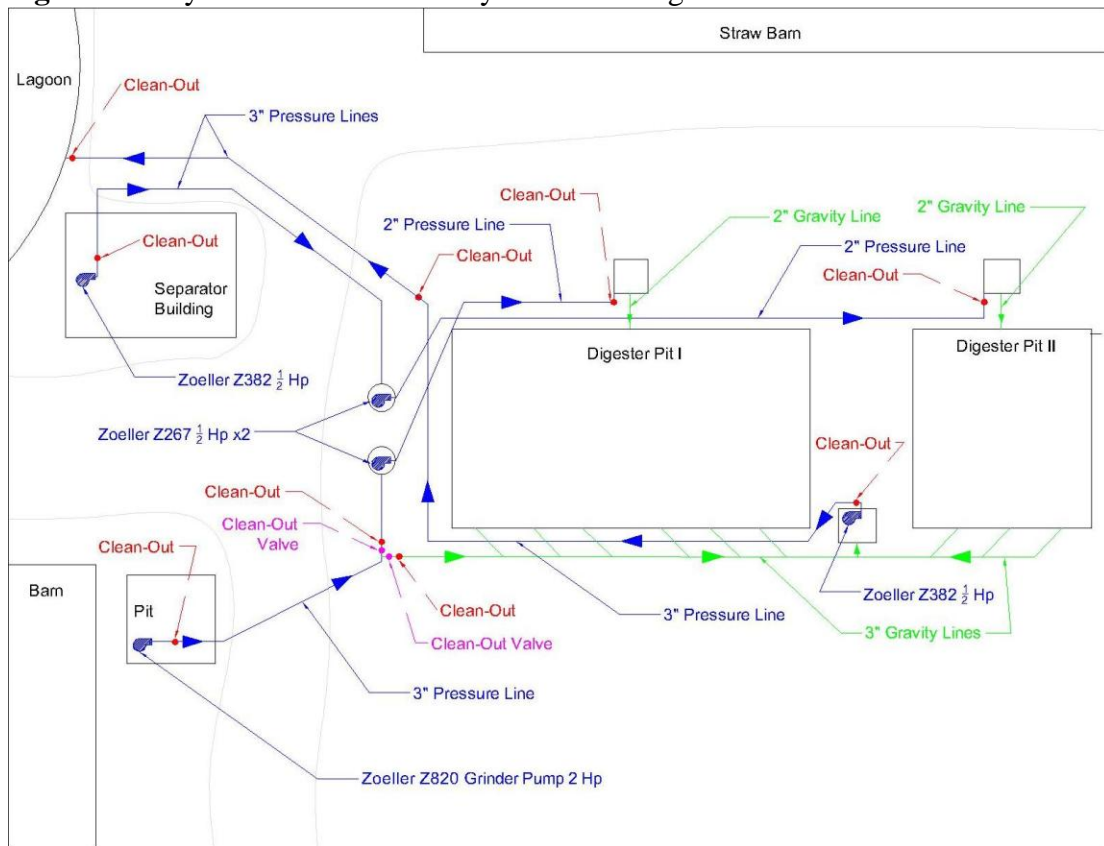 Straw Barn
Lagoon
Clean-Out
3" Pressure Lines
Clean-Out
2" Gravity Line
2" Gravity Line
2" Pressure Line
2" Pressure Line
Clean-Out
Clean-Out
Clean-Out
Separator
Building
Digester Pit I
Digester Pit II
Zoeller Z382 ½ Hp
Zoeller Z267 ½ Hp x2
Clean-Out
Clean-Out
Clean-Out
Valve
Clean-Out
Barn
Pit
Clean-Out
Zoeller Z382 ½ Hp
3" Pressure Line
Clean-Out Valve
3" Gravity Lines
3" Pressure Line
Zoeller Z820 Grinder Pump 2 Hp